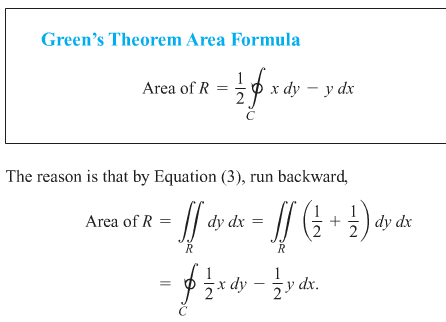 Green's Theorem Area Formula
Area of R = 1/2 ∮_C x dy − y dx
The reason is that by Equation (3), run backward,
Area of R = ∬_R dy dx = ∬_R (1/2 + 1/2) dy dx
= ∮_C 1/2 x dy − 1/2 y dx.